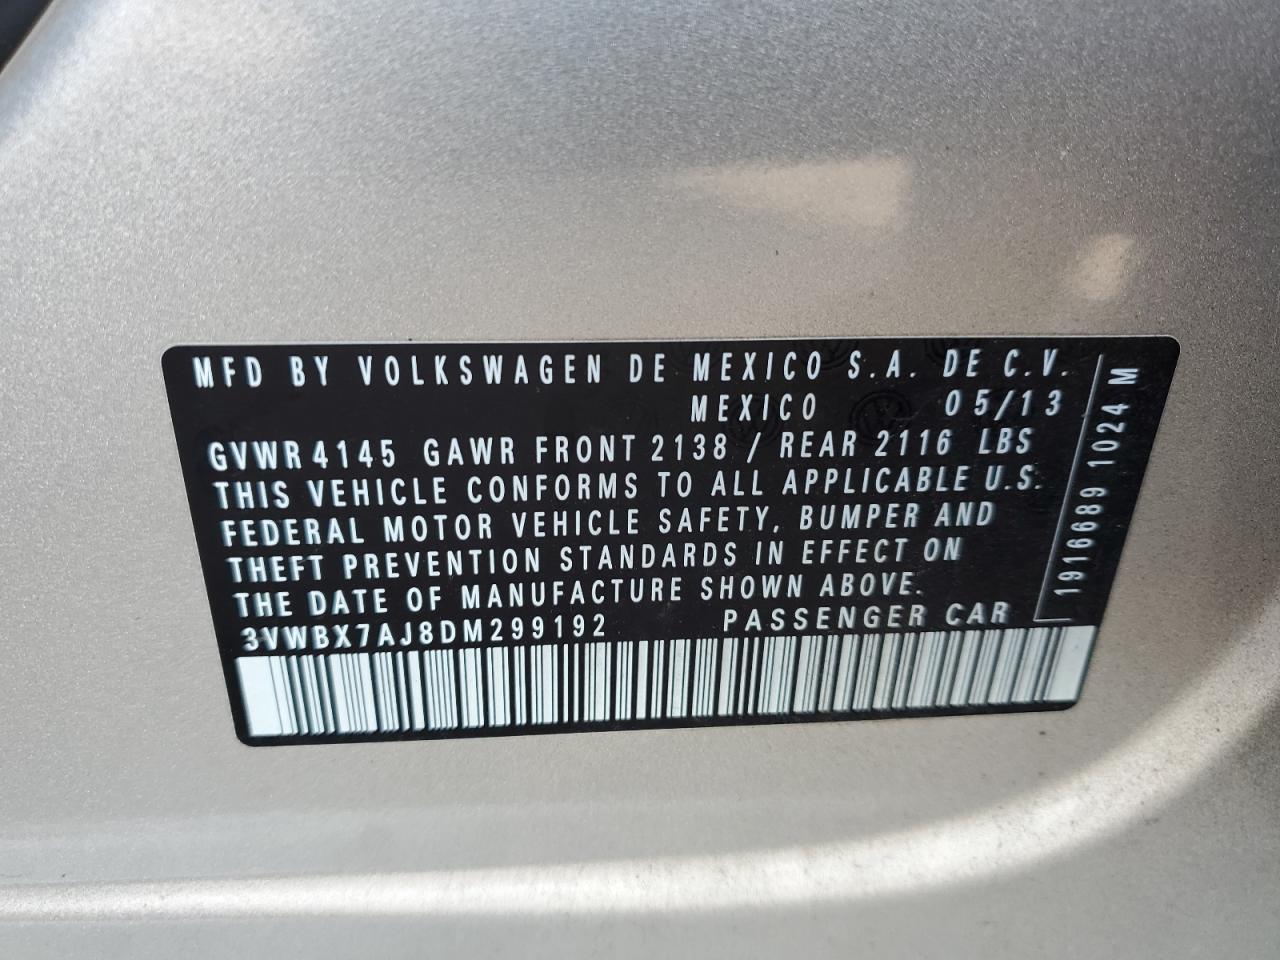 MFD BY VOLKSWAGEN DE MEXICO S.A. DE C.V.
MEXICO 05/13
GVWR 4145 GAWR FRONT 2138 / REAR 2116 LBS
THIS VEHICLE CONFORMS TO ALL APPLICABLE U.S.
FEDERAL MOTOR VEHICLE SAFETY, BUMPER AND
THEFT PREVENTION STANDARDS IN EFFECT ON
THE DATE OF MANUFACTURE SHOWN ABOVE.
3VWBX7AJ8DM299192 PASSENGER CAR
1916689 1024 M